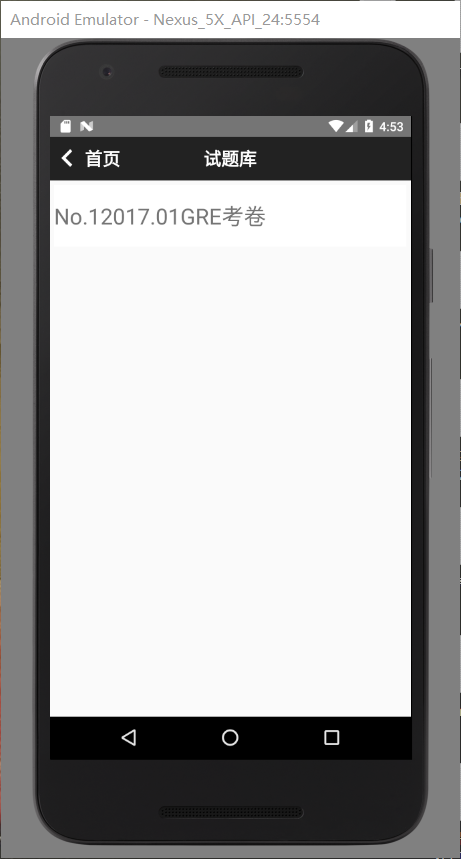 Android Emulator - Nexus_5X_API_24:5554
4:53
首页 试题库
No.12017.01GRE考卷